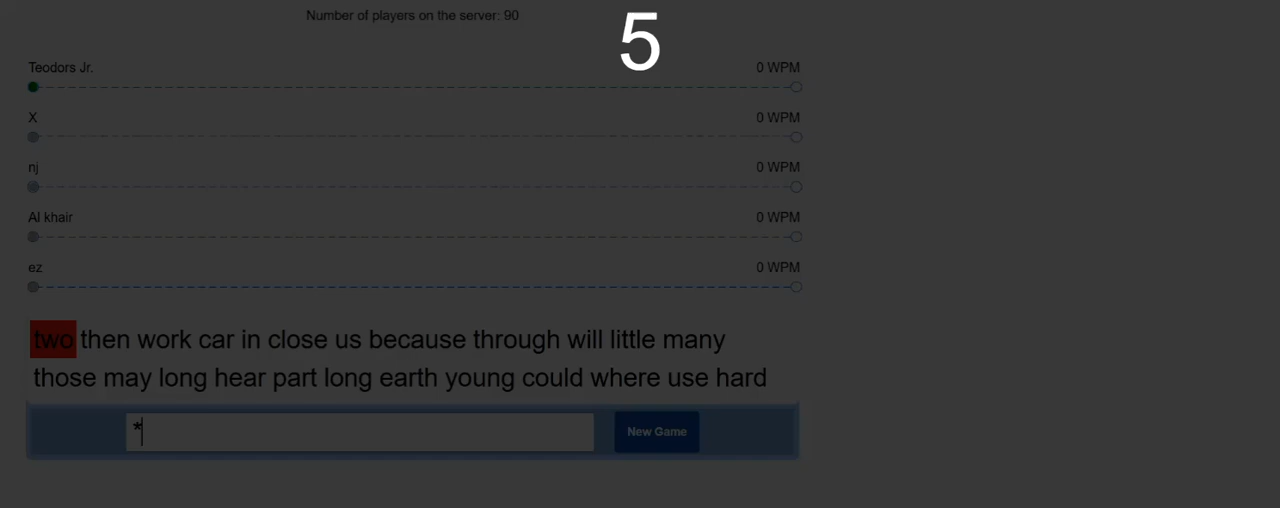 Number of players on the server: 90
5
Teodors Jr. 0 WPM
X 0 WPM
nj 0 WPM
Al khair 0 WPM
ez 0 WPM
two then work car in close us because through will little many
those may long hear part long earth young could where use hard
*
New Game